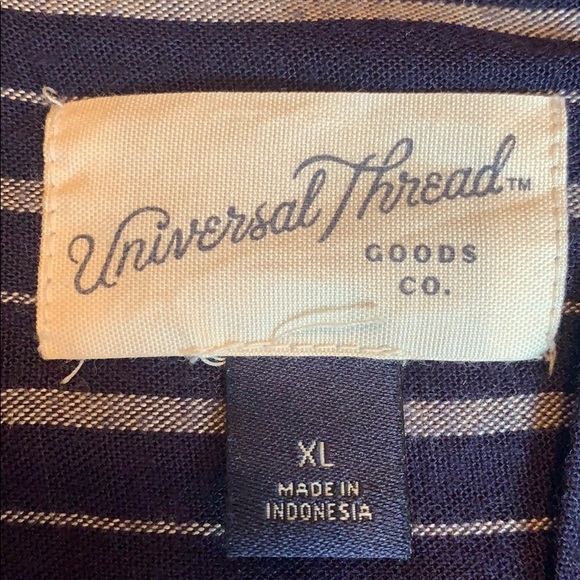 Universal Thread™
GOODS
CO.
XL
MADE IN
INDONESIA